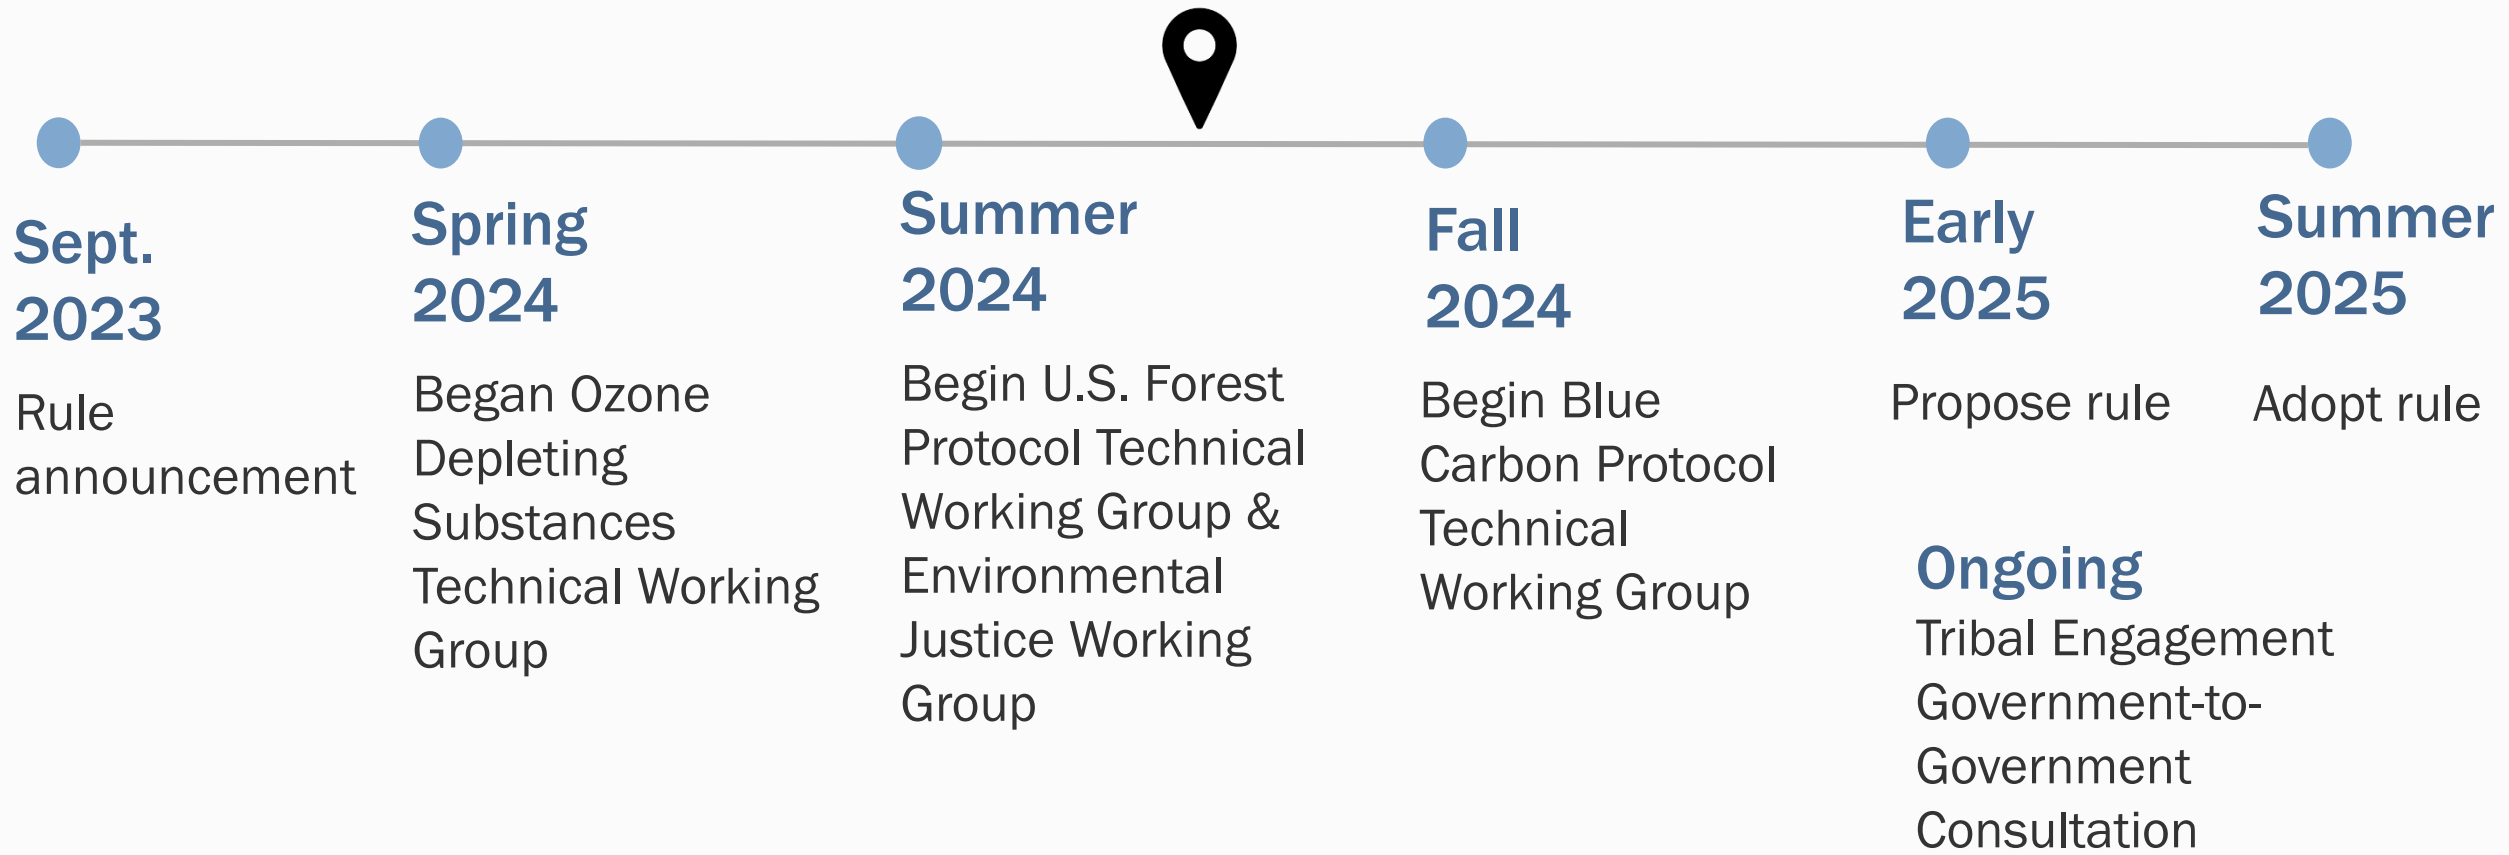 Sept.
2023
Rule
announcement
Spring
2024
Began Ozone
Depleting
Substances
Technical Working
Group
Summer
2024
Begin U.S. Forest
Protocol Technical
Working Group &
Environmental
Justice Working
Group
Fall
2024
Begin Blue
Carbon Protocol
Technical
Working Group
Early
2025
Propose rule
Summer
2025
Adopt rule
Ongoing
Tribal Engagement
Government-to-
Government
Consultation